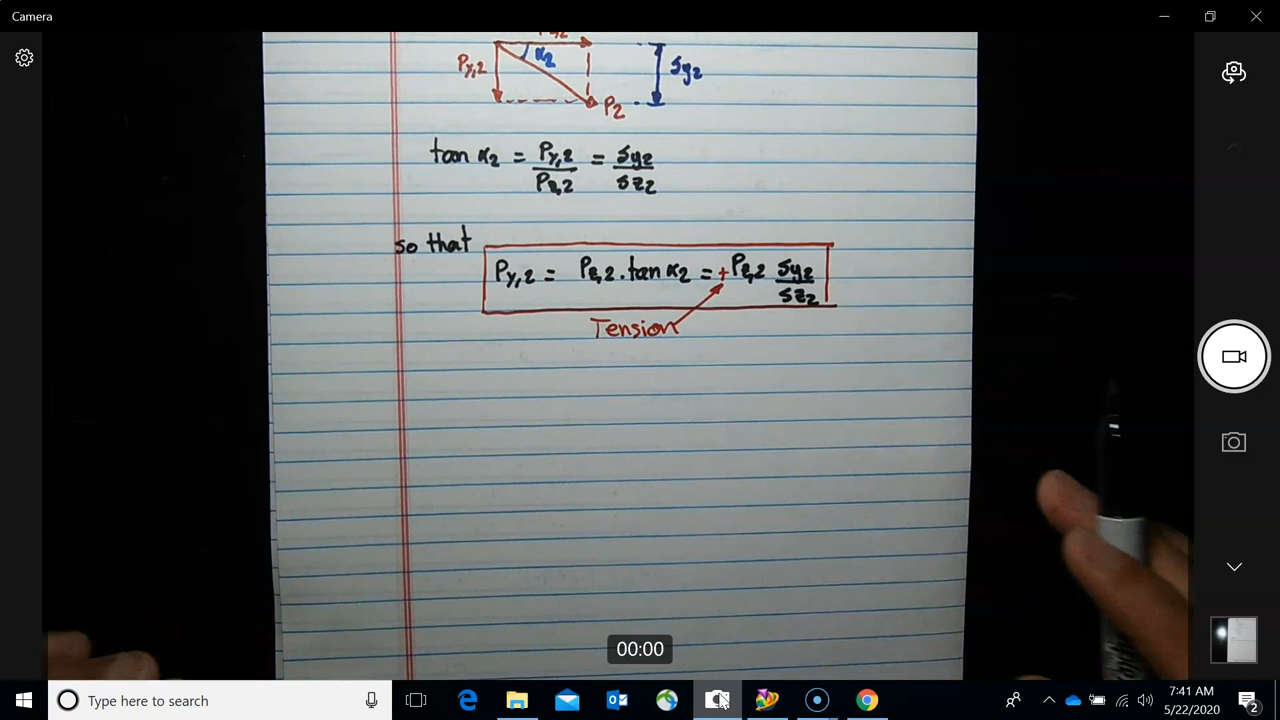 Camera
Py,2
α2
δy2
P2
tan α2 = Py,2 / Pz,2 = δy2 / δz2
so that
Py,2 = Pz,2 . tan α2 = + Pz,2 δy2 / δz2
Tension
00:00
Type here to search
7:41 AM
5/22/2020
2